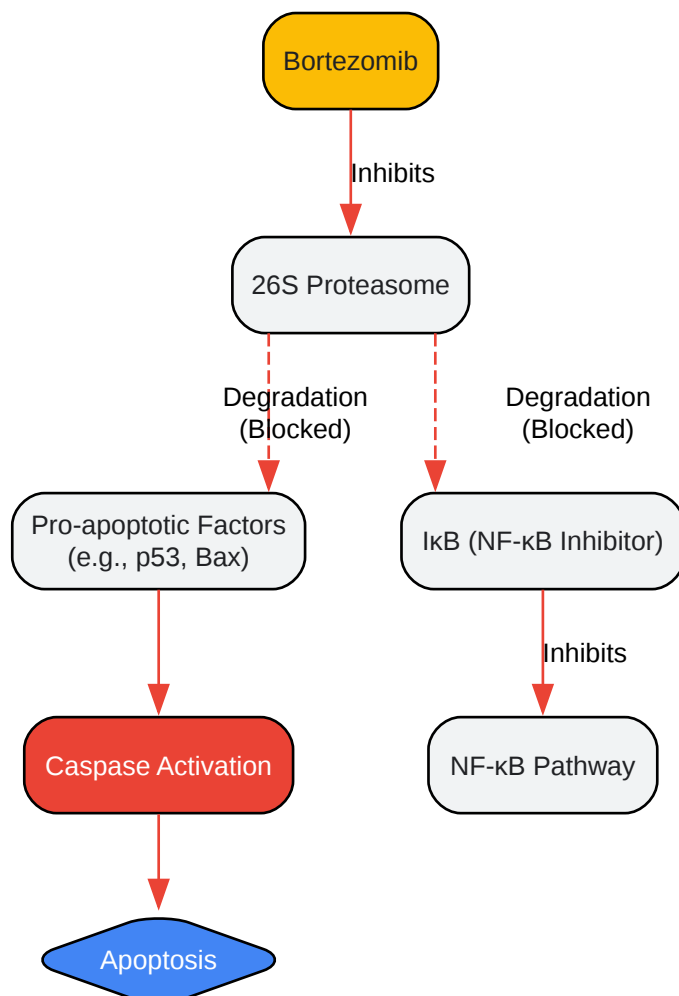 Bortezomib
Inhibits
26S Proteasome
Degradation
(Blocked)
Degradation
(Blocked)
Pro-apoptotic Factors
(e.g., p53, Bax)
IκB (NF-κB Inhibitor)
Inhibits
Caspase Activation
NF-κB Pathway
Apoptosis